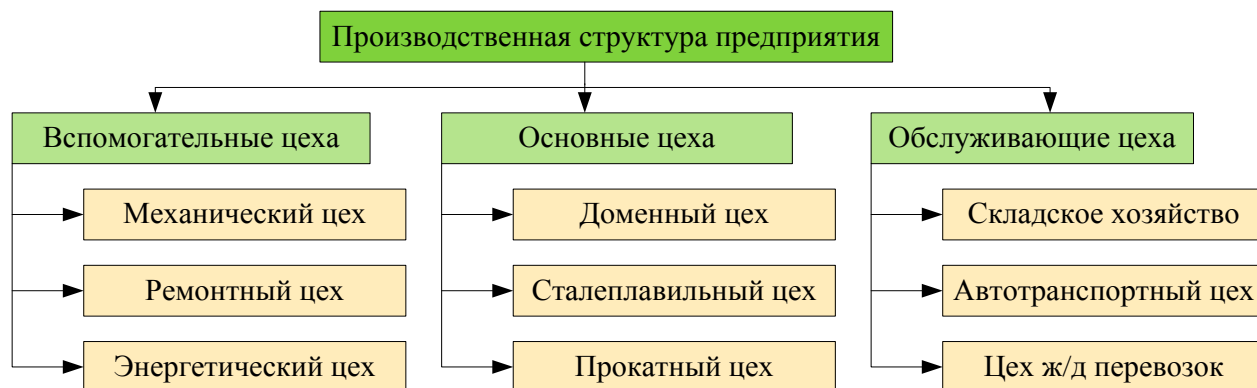 Производственная структура предприятия
Вспомогательные цеха
Основные цеха
Обслуживающие цеха
Механический цех
Доменный цех
Складское хозяйство
Ремонтный цех
Сталеплавильный цех
Автотранспортный цех
Энергетический цех
Прокатный цех
Цех ж/д перевозок